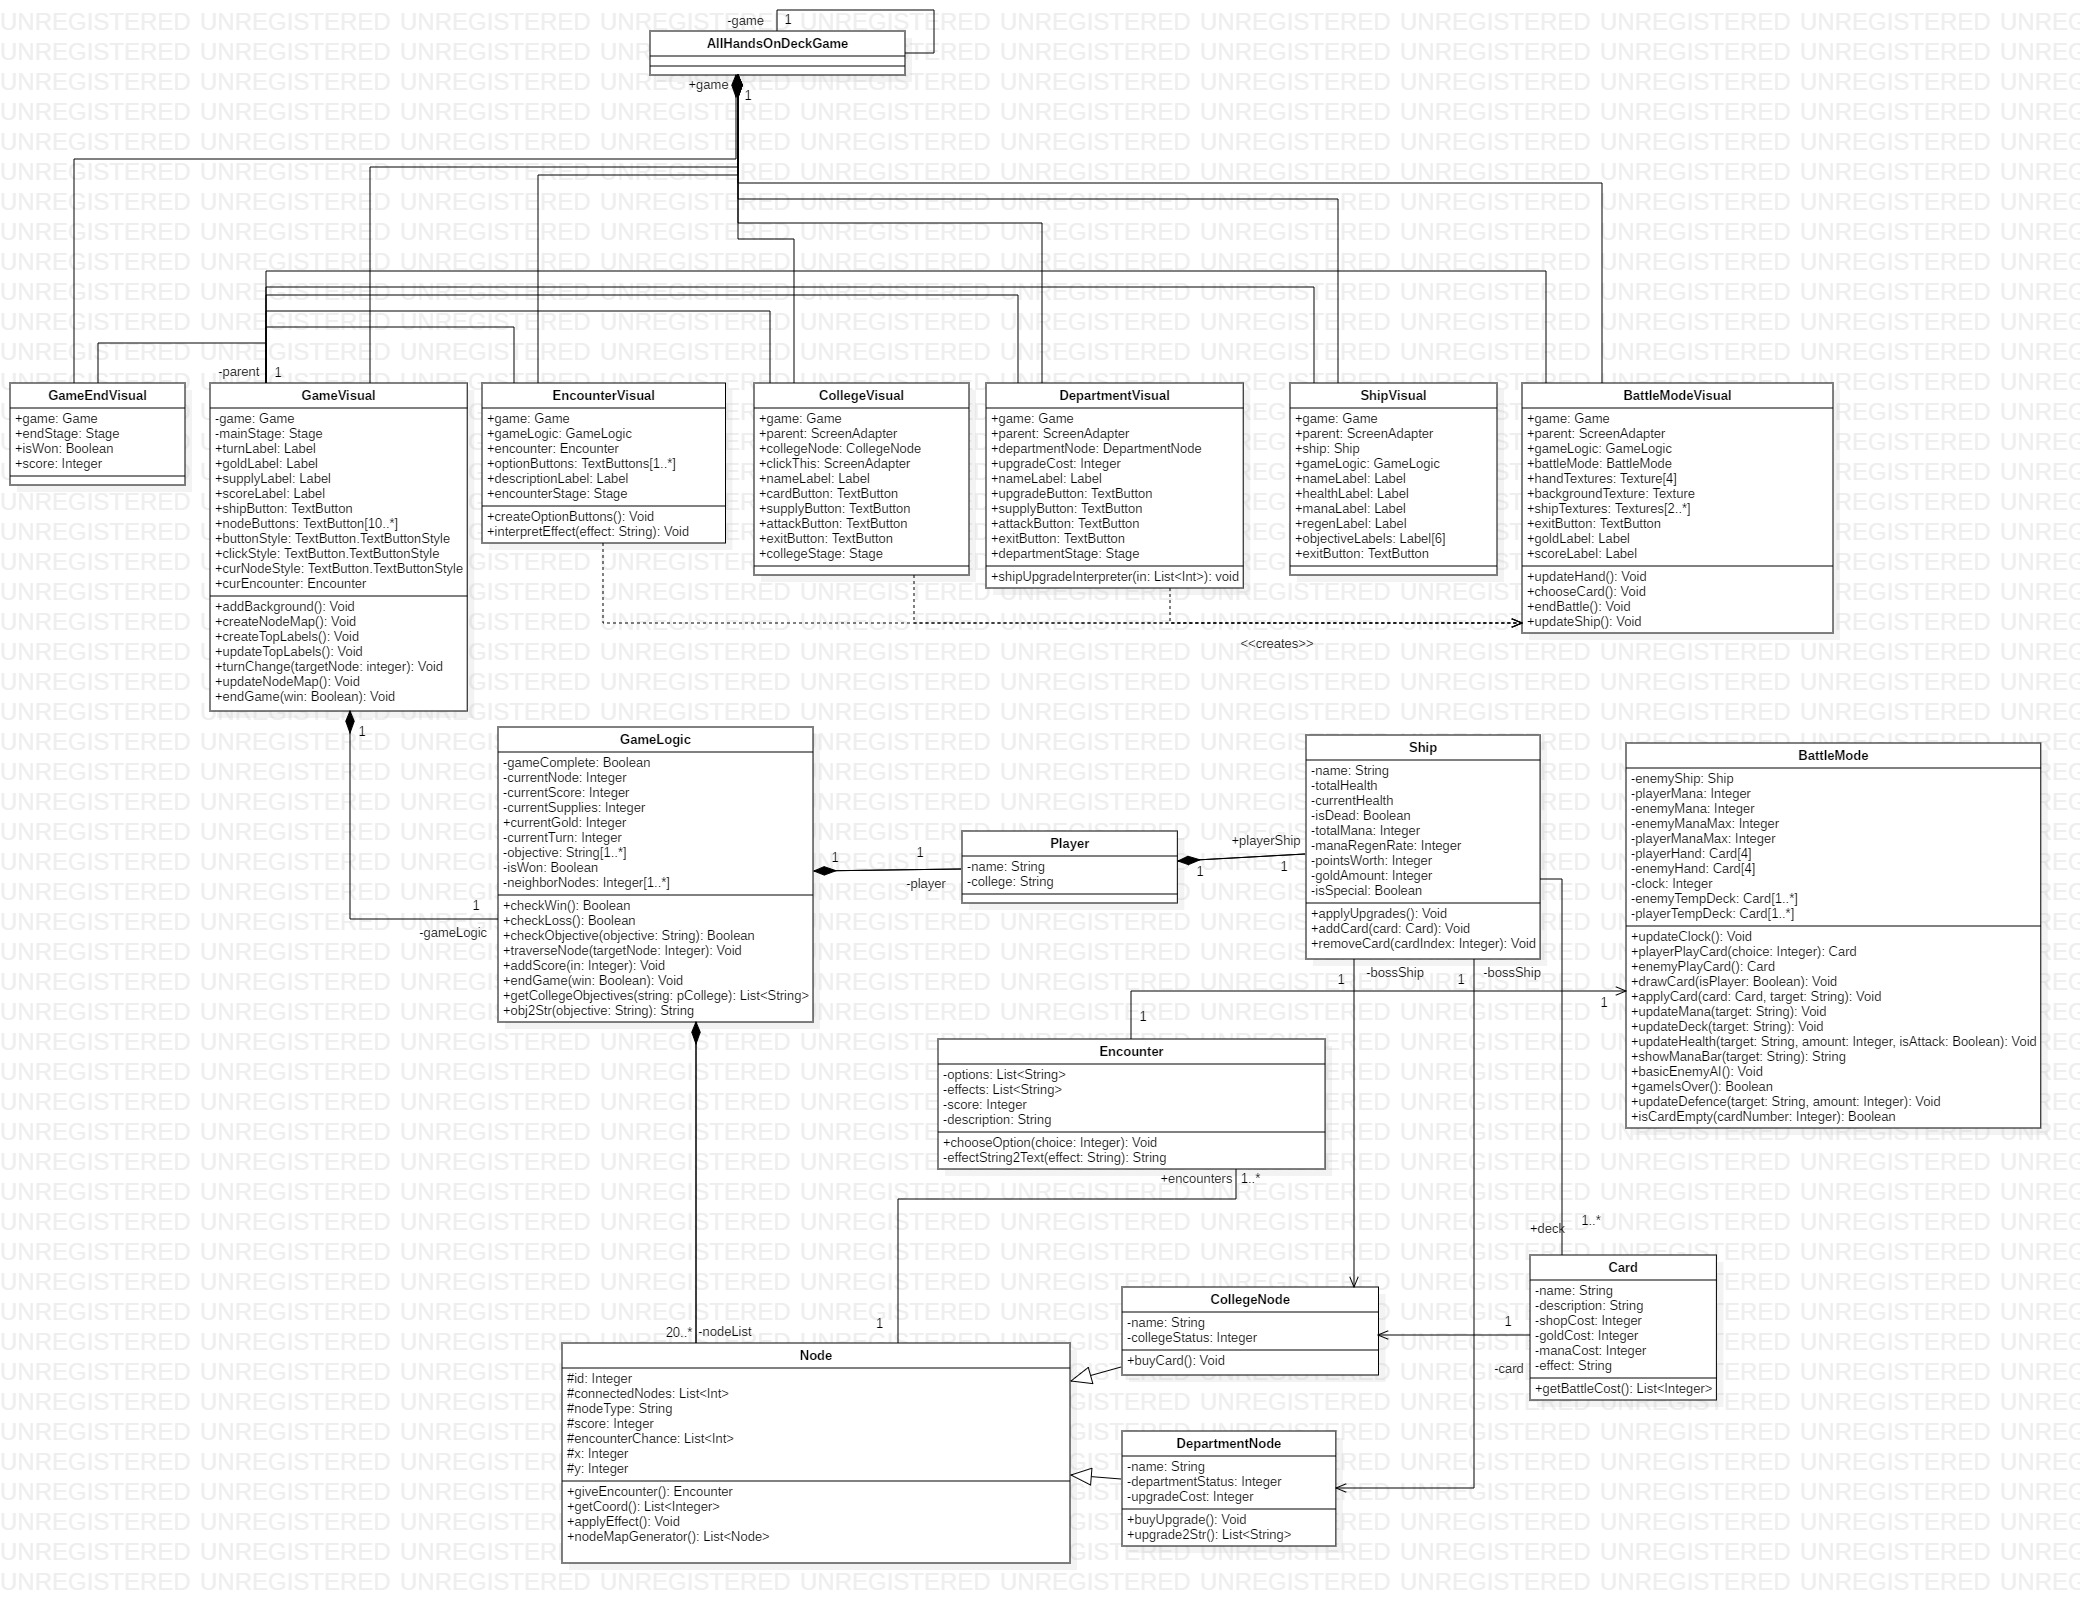 -game
1
AllHandsOnDeckGame
+game
1
-parent
1
GameEndVisual
+game: Game
+endStage: Stage
+isWon: Boolean
+score: Integer
GameVisual
-game: Game
-mainStage: Stage
+turnLabel: Label
+goldLabel: Label
+supplyLabel: Label
+scoreLabel: Label
+shipButton: TextButton
+nodeButtons: TextButton[10..*]
+buttonStyle: TextButton.TextButtonStyle
+clickStyle: TextButton.TextButtonStyle
+curNodeStyle: TextButton.TextButtonStyle
+curEncounter: Encounter
+addBackground(): Void
+createNodeMap(): Void
+createTopLabels(): Void
+updateTopLabels(): Void
+turnChange(targetNode: integer): Void
+updateNodeMap(): Void
+endGame(win: Boolean): Void
EncounterVisual
+game: Game
+gameLogic: GameLogic
+encounter: Encounter
+optionButtons: TextButtons[1..*]
+descriptionLabel: Label
+encounterStage: Stage
+createOptionButtons(): Void
+interpretEffect(effect: String): Void
CollegeVisual
+game: Game
+parent: ScreenAdapter
+collegeNode: CollegeNode
+clickThis: ScreenAdapter
+nameLabel: Label
+cardButton: TextButton
+supplyButton: TextButton
+attackButton: TextButton
+exitButton: TextButton
+collegeStage: Stage
DepartmentVisual
+game: Game
+parent: ScreenAdapter
+departmentNode: DepartmentNode
+upgradeCost: Integer
+nameLabel: Label
+upgradeButton: TextButton
+supplyButton: TextButton
+attackButton: TextButton
+exitButton: TextButton
+departmentStage: Stage
+shipUpgradeInterpreter(in: List<Int>): void
ShipVisual
+game: Game
+parent: ScreenAdapter
+ship: Ship
+gameLogic: GameLogic
+nameLabel: Label
+healthLabel: Label
+manaLabel: Label
+regenLabel: Label
+objectiveLabels: Label[6]
+exitButton: TextButton
BattleModeVisual
+game: Game
+parent: ScreenAdapter
+gameLogic: GameLogic
+battleMode: BattleMode
+handTextures: Texture[4]
+backgroundTexture: Texture
+shipTextures: Textures[2..*]
+exitButton: TextButton
+goldLabel: Label
+scoreLabel: Label
+updateHand(): Void
+chooseCard(): Void
+endBattle(): Void
+updateShip(): Void
<<creates>>
1
1
-gameLogic
GameLogic
-gameComplete: Boolean
-currentNode: Integer
-currentScore: Integer
-currentSupplies: Integer
+currentGold: Integer
-currentTurn: Integer
-objective: String[1..*]
-isWon: Boolean
-neighborNodes: Integer[1..*]
+checkWin(): Boolean
+checkLoss(): Boolean
+checkObjective(objective: String): Boolean
+traverseNode(targetNode: Integer): Void
+addScore(in: Integer): Void
+endGame(win: Boolean): Void
+getCollegeObjectives(string: pCollege): List<String>
+obj2Str(objective: String): String
1
1
-player
Player
-name: String
-college: String
+playerShip
1
1
Ship
-name: String
-totalHealth
-currentHealth
-isDead: Boolean
-totalMana: Integer
-manaRegenRate: Integer
-pointsWorth: Integer
-goldAmount: Integer
-isSpecial: Boolean
+applyUpgrades(): Void
+addCard(card: Card): Void
+removeCard(cardIndex: Integer): Void
1
-bossShip
1
-bossShip
BattleMode
-enemyShip: Ship
-playerMana: Integer
-enemyMana: Integer
-enemyManaMax: Integer
-playerManaMax: Integer
-playerHand: Card[4]
-enemyHand: Card[4]
-clock: Integer
-enemyTempDeck: Card[1..*]
-playerTempDeck: Card[1..*]
+updateClock(): Void
+playerPlayCard(choice: Integer): Card
+enemyPlayCard(): Card
+drawCard(isPlayer: Boolean): Void
+applyCard(card: Card, target: String): Void
+updateMana(target: String): Void
+updateDeck(target: String): Void
+updateHealth(target: String, amount: Integer, isAttack: Boolean): Void
+showManaBar(target: String): String
+basicEnemyAI(): Void
+gameIsOver(): Boolean
+updateDefence(target: String, amount: Integer): Void
+isCardEmpty(cardNumber: Integer): Boolean
1
1
Encounter
-options: List<String>
-effects: List<String>
-score: Integer
-description: String
+chooseOption(choice: Integer): Void
-effectString2Text(effect: String): String
+encounters
1..*
+deck
1..*
Card
-name: String
-description: String
-shopCost: Integer
-goldCost: Integer
-manaCost: Integer
-effect: String
+getBattleCost(): List<Integer>
1
-card
CollegeNode
-name: String
-collegeStatus: Integer
+buyCard(): Void
20..*
-nodeList
1
Node
#id: Integer
#connectedNodes: List<Int>
#nodeType: String
#score: Integer
#encounterChance: List<Int>
#x: Integer
#y: Integer
+giveEncounter(): Encounter
+getCoord(): List<Integer>
+applyEffect(): Void
+nodeMapGenerator(): List<Node>
DepartmentNode
-name: String
-departmentStatus: Integer
-upgradeCost: Integer
+buyUpgrade(): Void
+upgrade2Str(): List<String>
UNREGISTERED